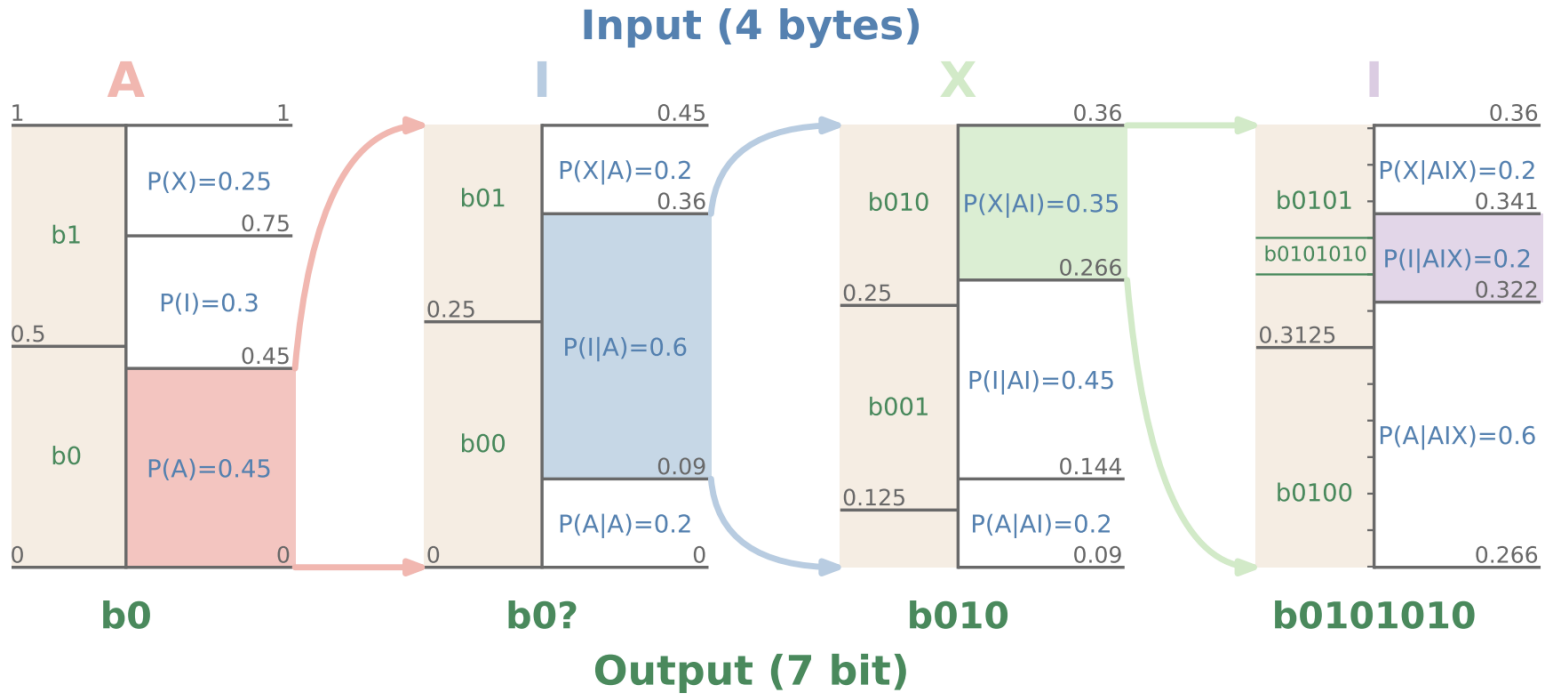 Input (4 bytes)
A
1
1
P(X)=0.25
0.75
b1
P(I)=0.3
0.5
0.45
b0
P(A)=0.45
0
0
b0
I
0.45
P(X|A)=0.2
b01
0.36
0.25
P(I|A)=0.6
b00
0.09
P(A|A)=0.2
0
0
b0?
X
0.36
b010
P(X|AI)=0.35
0.266
0.25
P(I|AI)=0.45
b001
0.144
0.125
P(A|AI)=0.2
0.09
b010
I
0.36
P(X|AIX)=0.2
b0101
0.341
b0101010
P(I|AIX)=0.2
0.322
0.3125
P(A|AIX)=0.6
b0100
0.266
b0101010
Output (7 bit)